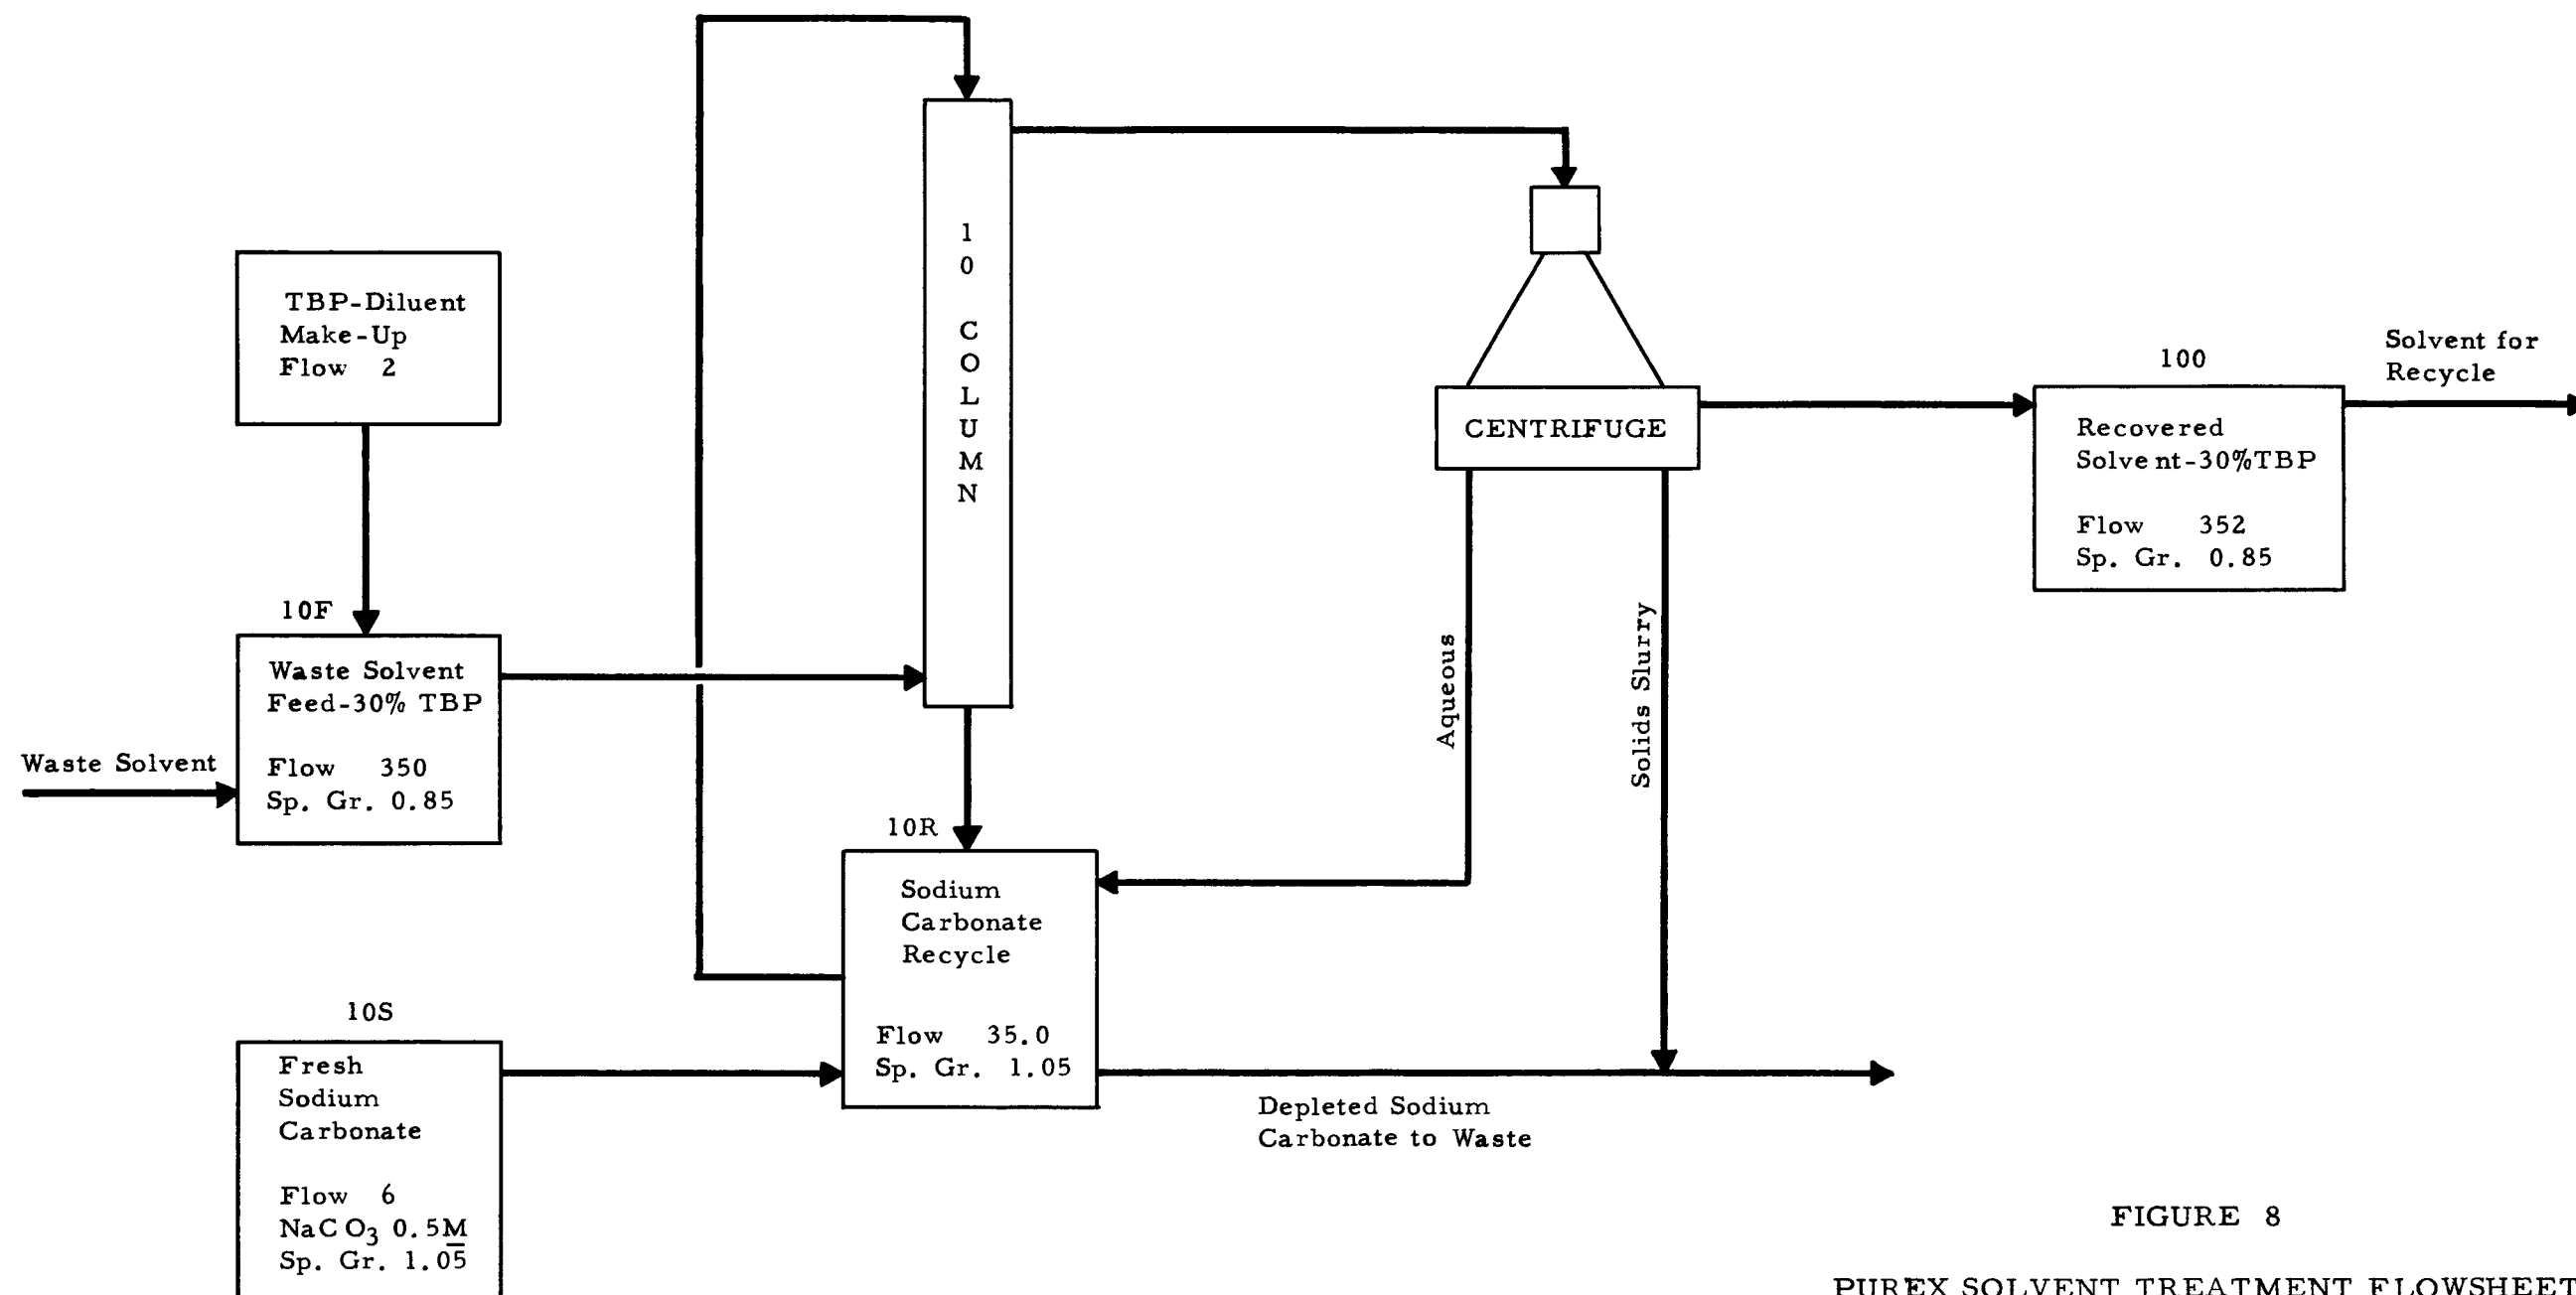 TBP-Diluent
Make-Up
Flow 2
10F
Waste Solvent
Feed-30% TBP
Flow 350
Sp. Gr. 0.85
Waste Solvent
10S
Fresh
Sodium
Carbonate
Flow 6
NaCO3 0.5M
Sp. Gr. 1.05
10 COLUMN
10R
Sodium
Carbonate
Recycle
Flow 35.0
Sp. Gr. 1.05
CENTRIFUGE
Aqueous
Solids Slurry
Depleted Sodium
Carbonate to Waste
100
Recovered
Solvent-30%TBP
Flow 352
Sp. Gr. 0.85
Solvent for
Recycle
FIGURE 8
PUREX SOLVENT TREATMENT FLOWSHEET